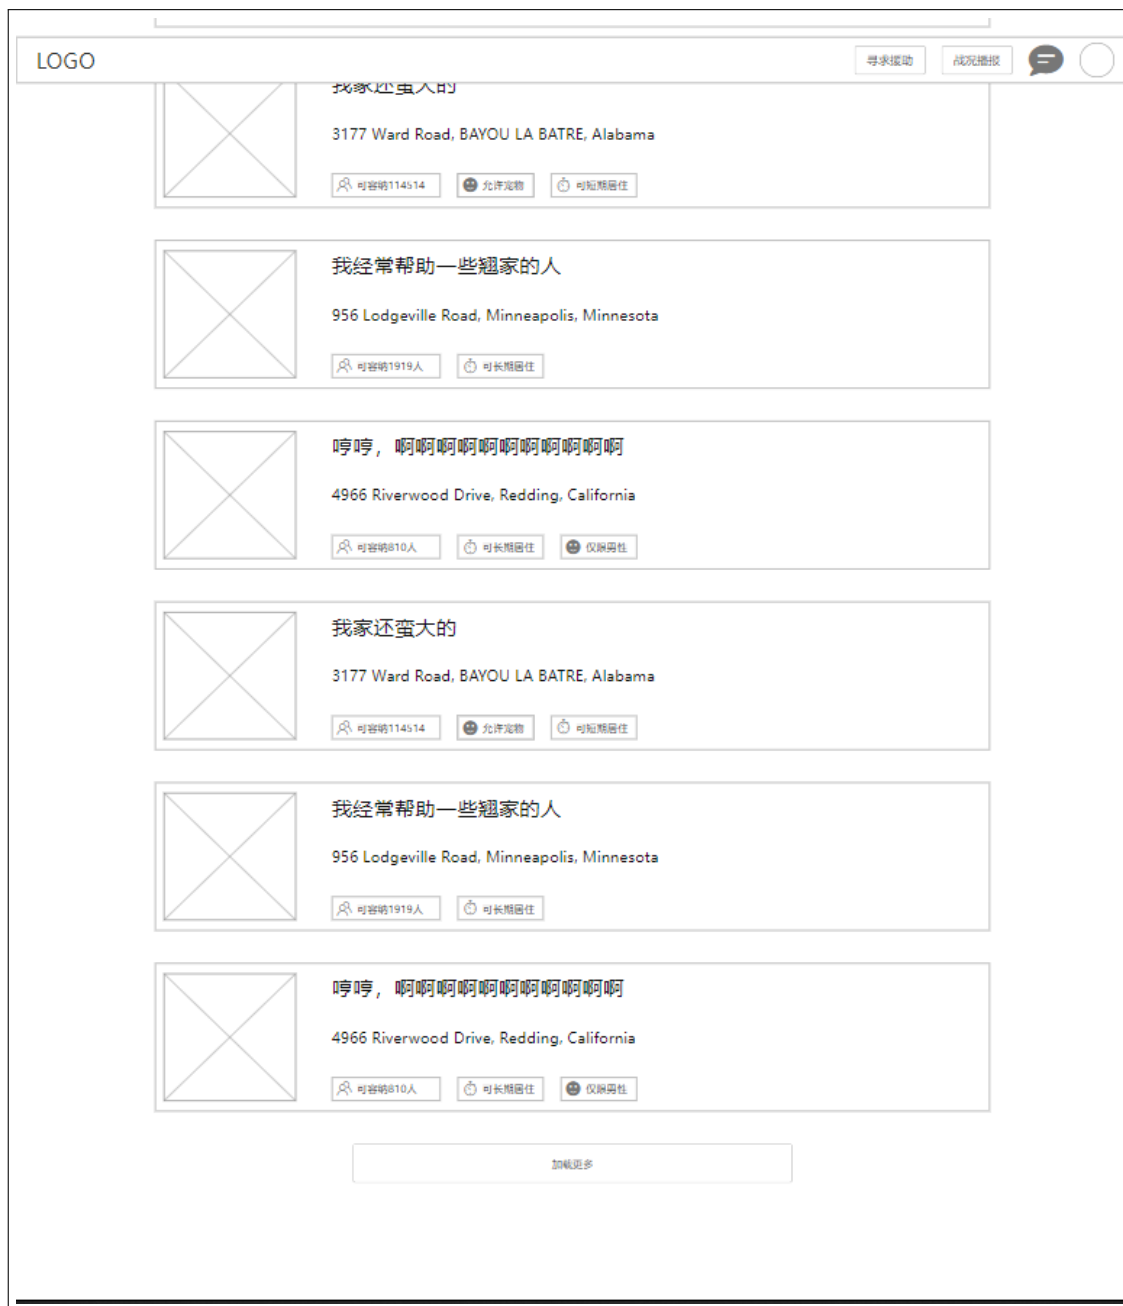 LOGO
寻求援助
战况播报
我家还蛮大的
3177 Ward Road, BAYOU LA BATRE, Alabama
可容纳114514
允许宠物
可短期居住
我经常帮助一些翘家的人
956 Lodgeville Road, Minneapolis, Minnesota
可容纳1919人
可长期居住
哼哼，啊啊啊啊啊啊啊啊啊啊啊
4966 Riverwood Drive, Redding, California
可容纳810人
可长期居住
仅限男性
我家还蛮大的
3177 Ward Road, BAYOU LA BATRE, Alabama
可容纳114514
允许宠物
可短期居住
我经常帮助一些翘家的人
956 Lodgeville Road, Minneapolis, Minnesota
可容纳1919人
可长期居住
哼哼，啊啊啊啊啊啊啊啊啊啊啊
4966 Riverwood Drive, Redding, California
可容纳810人
可长期居住
仅限男性
加载更多